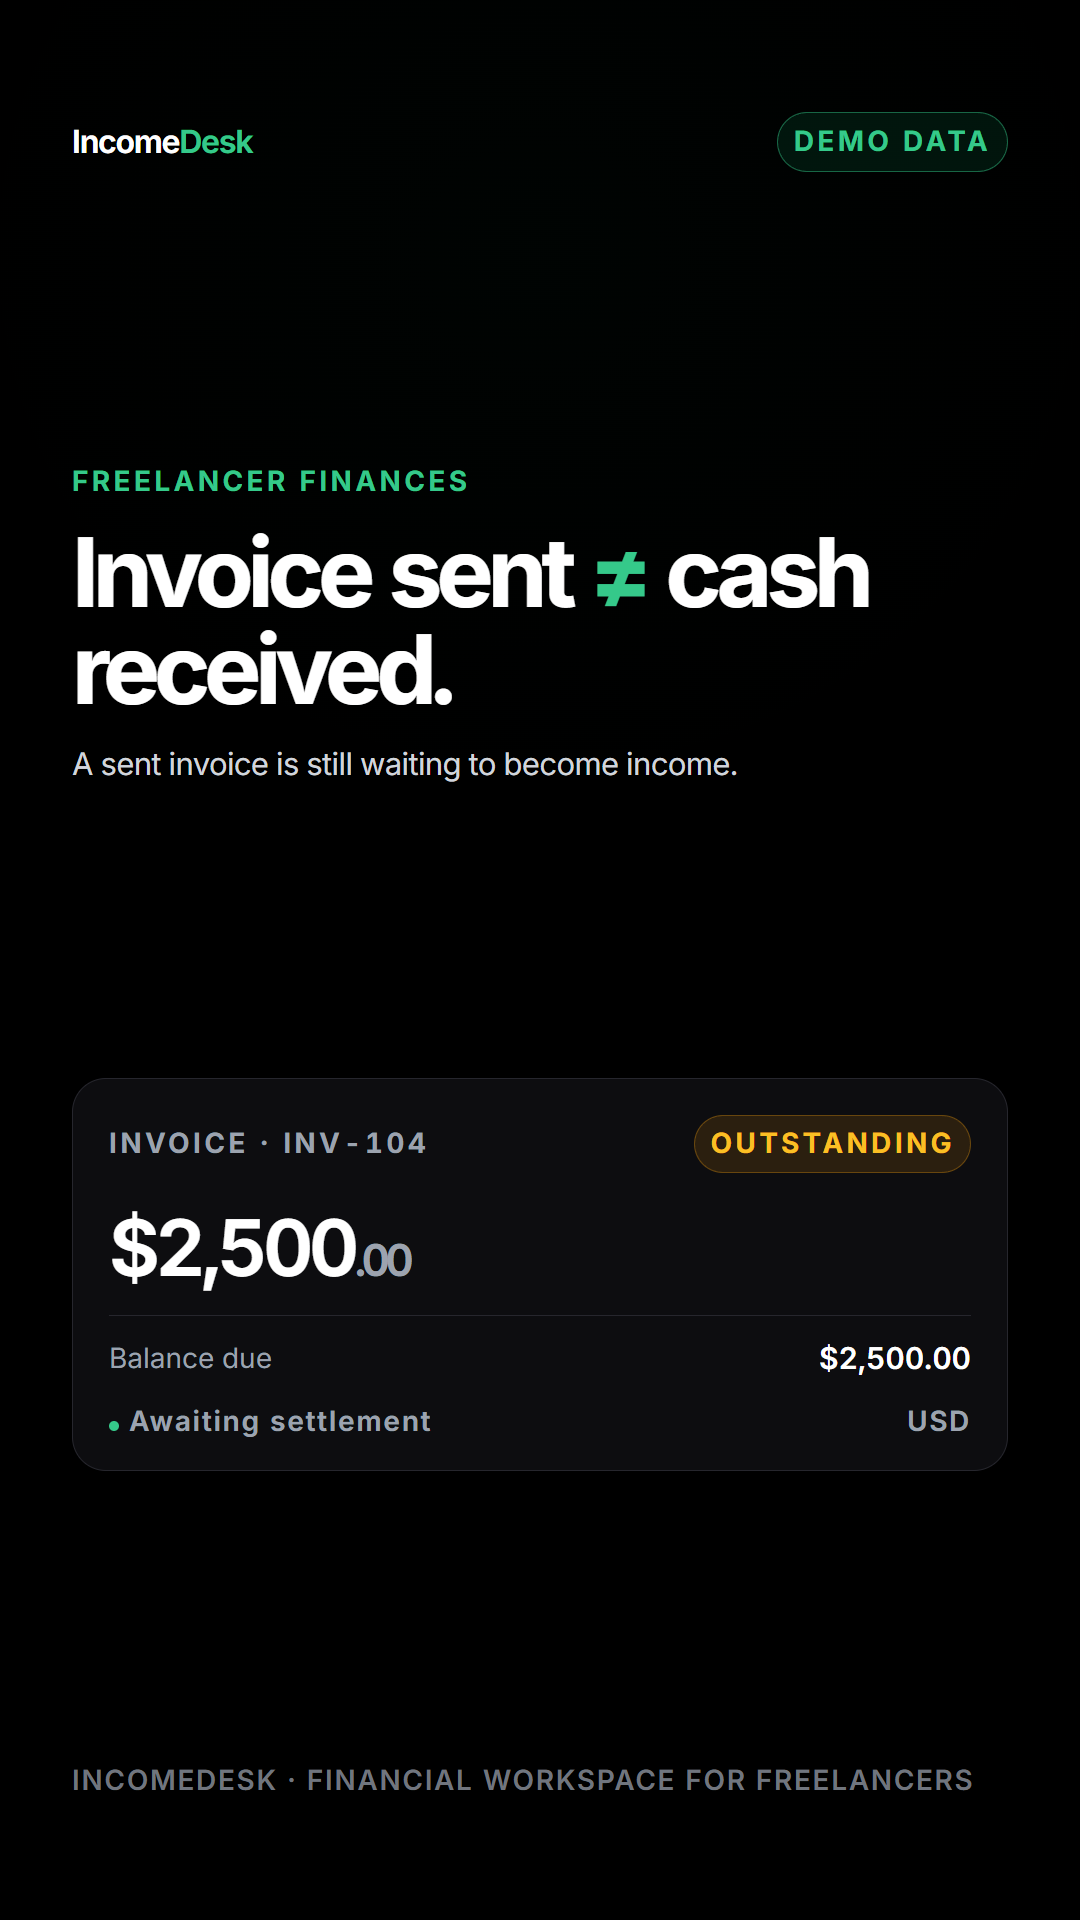 IncomeDesk
DEMO DATA
FREELANCER FINANCES
Invoice sent ≠ cash
received.
A sent invoice is still waiting to become income.
INVOICE · INV-104
OUTSTANDING
$2,500.00
Balance due
$2,500.00
Awaiting settlement
USD
INCOMEDESK · FINANCIAL WORKSPACE FOR FREELANCERS